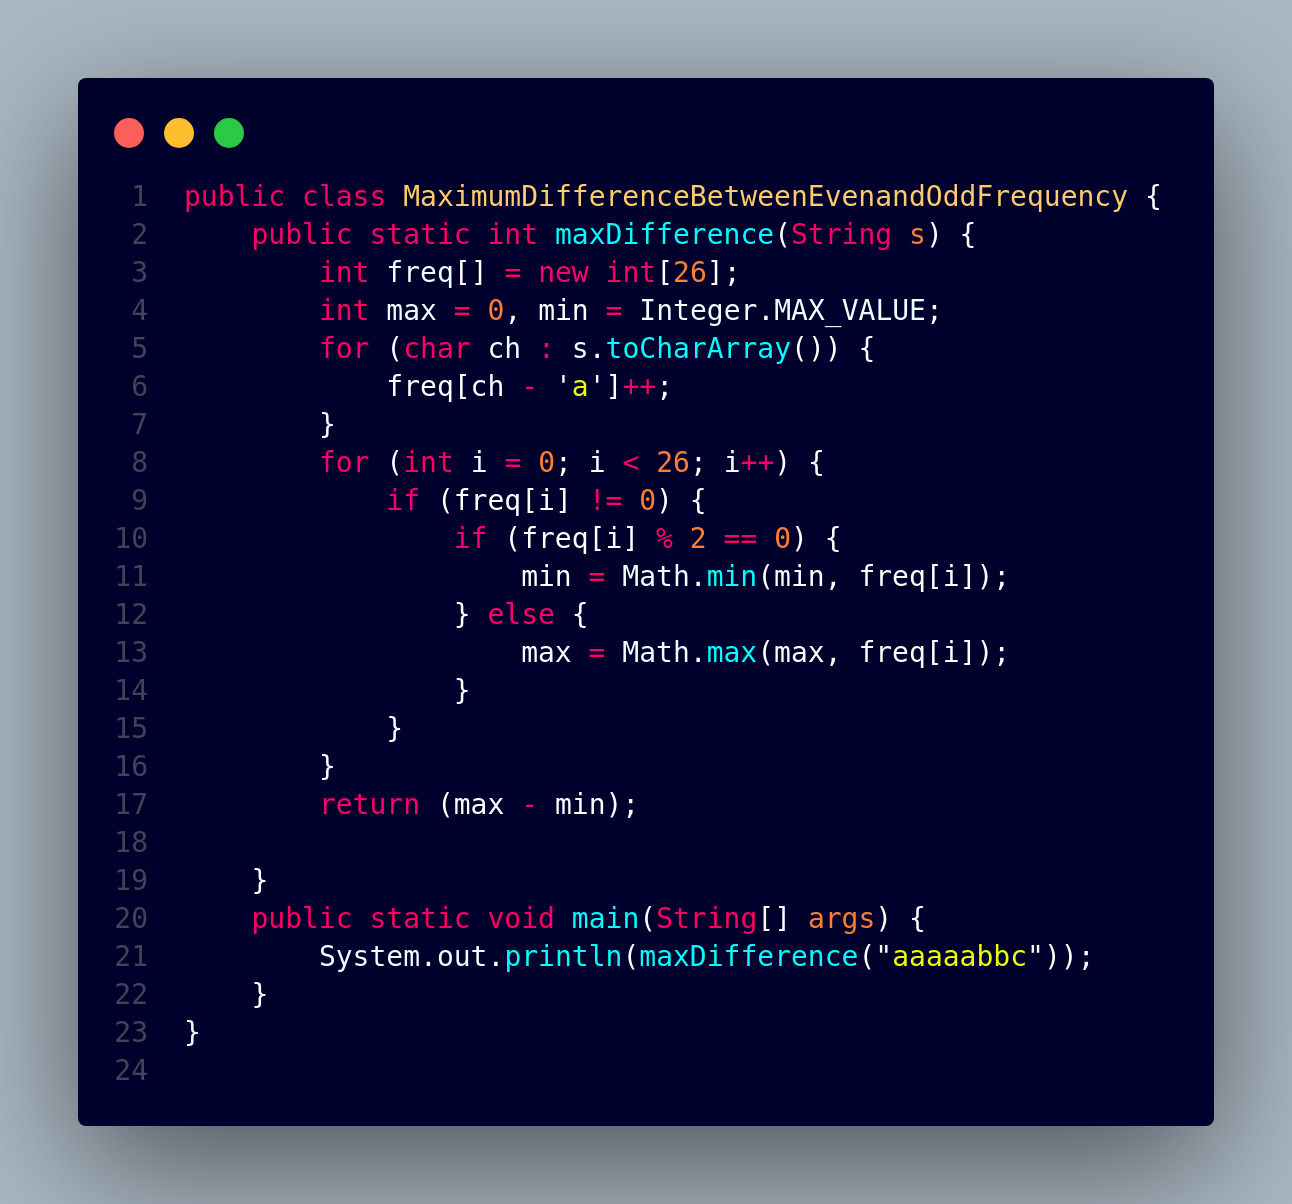 1 public class MaximumDifferenceBetweenEvenandOddFrequency {
2     public static int maxDifference(String s) {
3         int freq[] = new int[26];
4         int max = 0, min = Integer.MAX_VALUE;
5         for (char ch : s.toCharArray()) {
6             freq[ch - 'a']++;
7         }
8         for (int i = 0; i < 26; i++) {
9             if (freq[i] != 0) {
10                 if (freq[i] % 2 == 0) {
11                     min = Math.min(min, freq[i]);
12                 } else {
13                     max = Math.max(max, freq[i]);
14                 }
15             }
16         }
17         return (max - min);
18
19     }
20     public static void main(String[] args) {
21         System.out.println(maxDifference("aaaaabbc"));
22     }
23 }
24